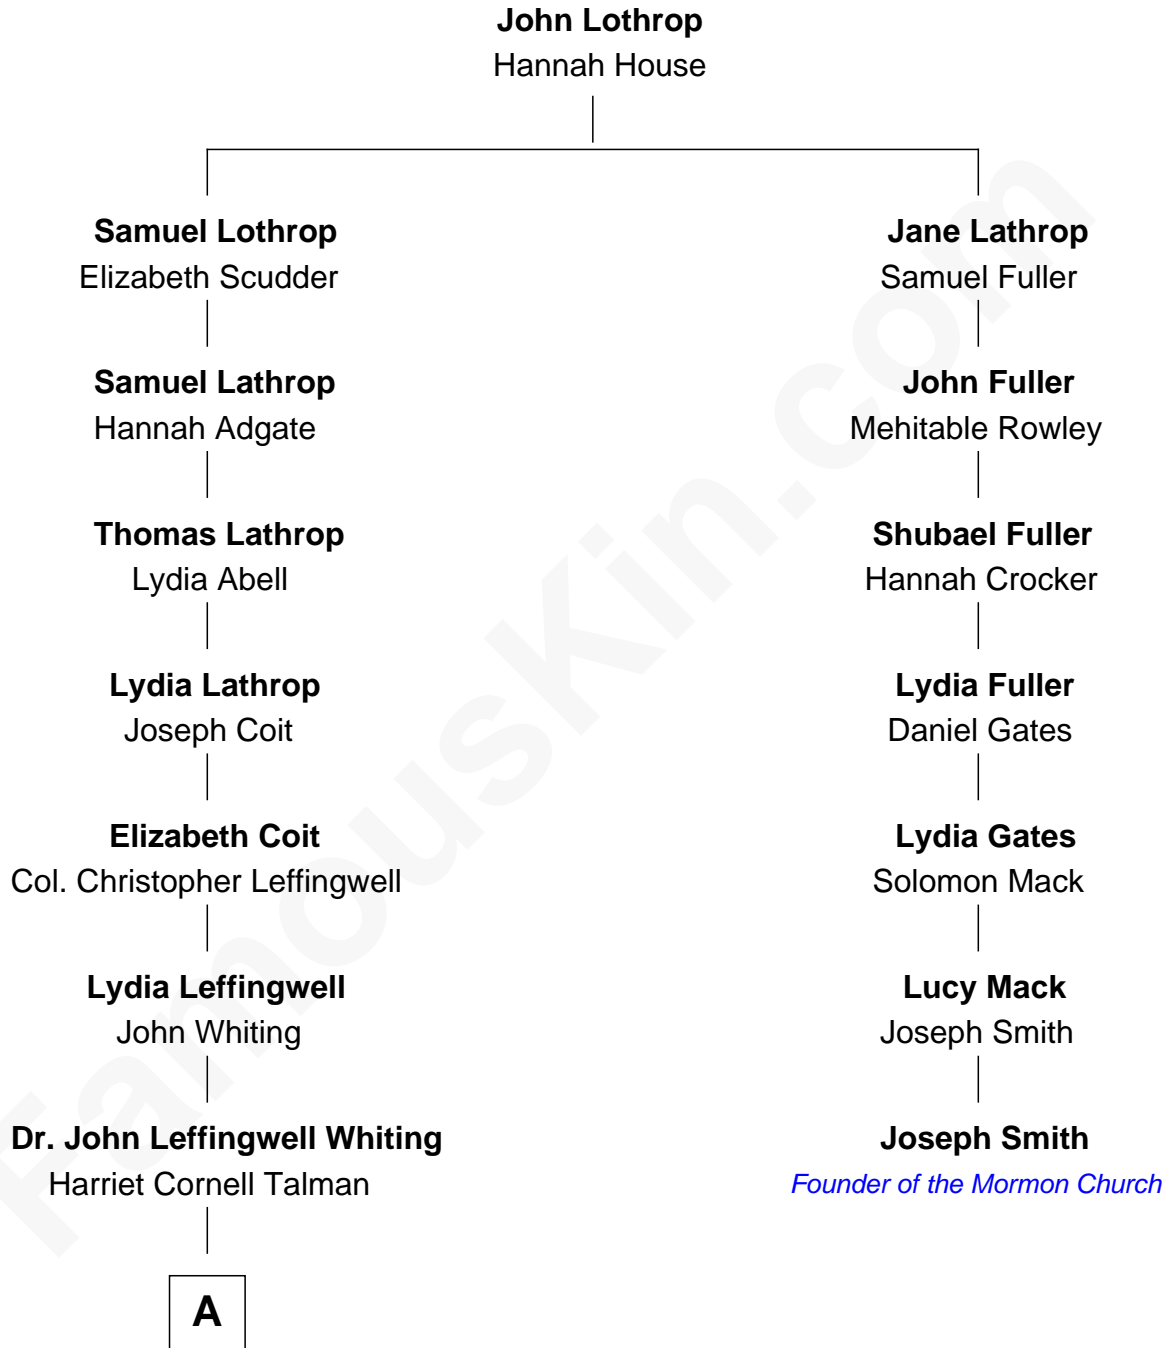 John Lothrop
Hannah House
Samuel Lothrop
Elizabeth Scudder
Jane Lathrop
Samuel Fuller
Samuel Lathrop
Hannah Adgate
John Fuller
Mehitable Rowley
Thomas Lathrop
Lydia Abell
Shubael Fuller
Hannah Crocker
Lydia Lathrop
Joseph Coit
Lydia Fuller
Daniel Gates
Elizabeth Coit
Col. Christopher Leffingwell
Lydia Gates
Solomon Mack
Lydia Leffingwell
John Whiting
Lucy Mack
Joseph Smith
Dr. John Leffingwell Whiting
Harriet Cornell Talman
Joseph Smith
Founder of the Mormon Church
A
FamousKin.com